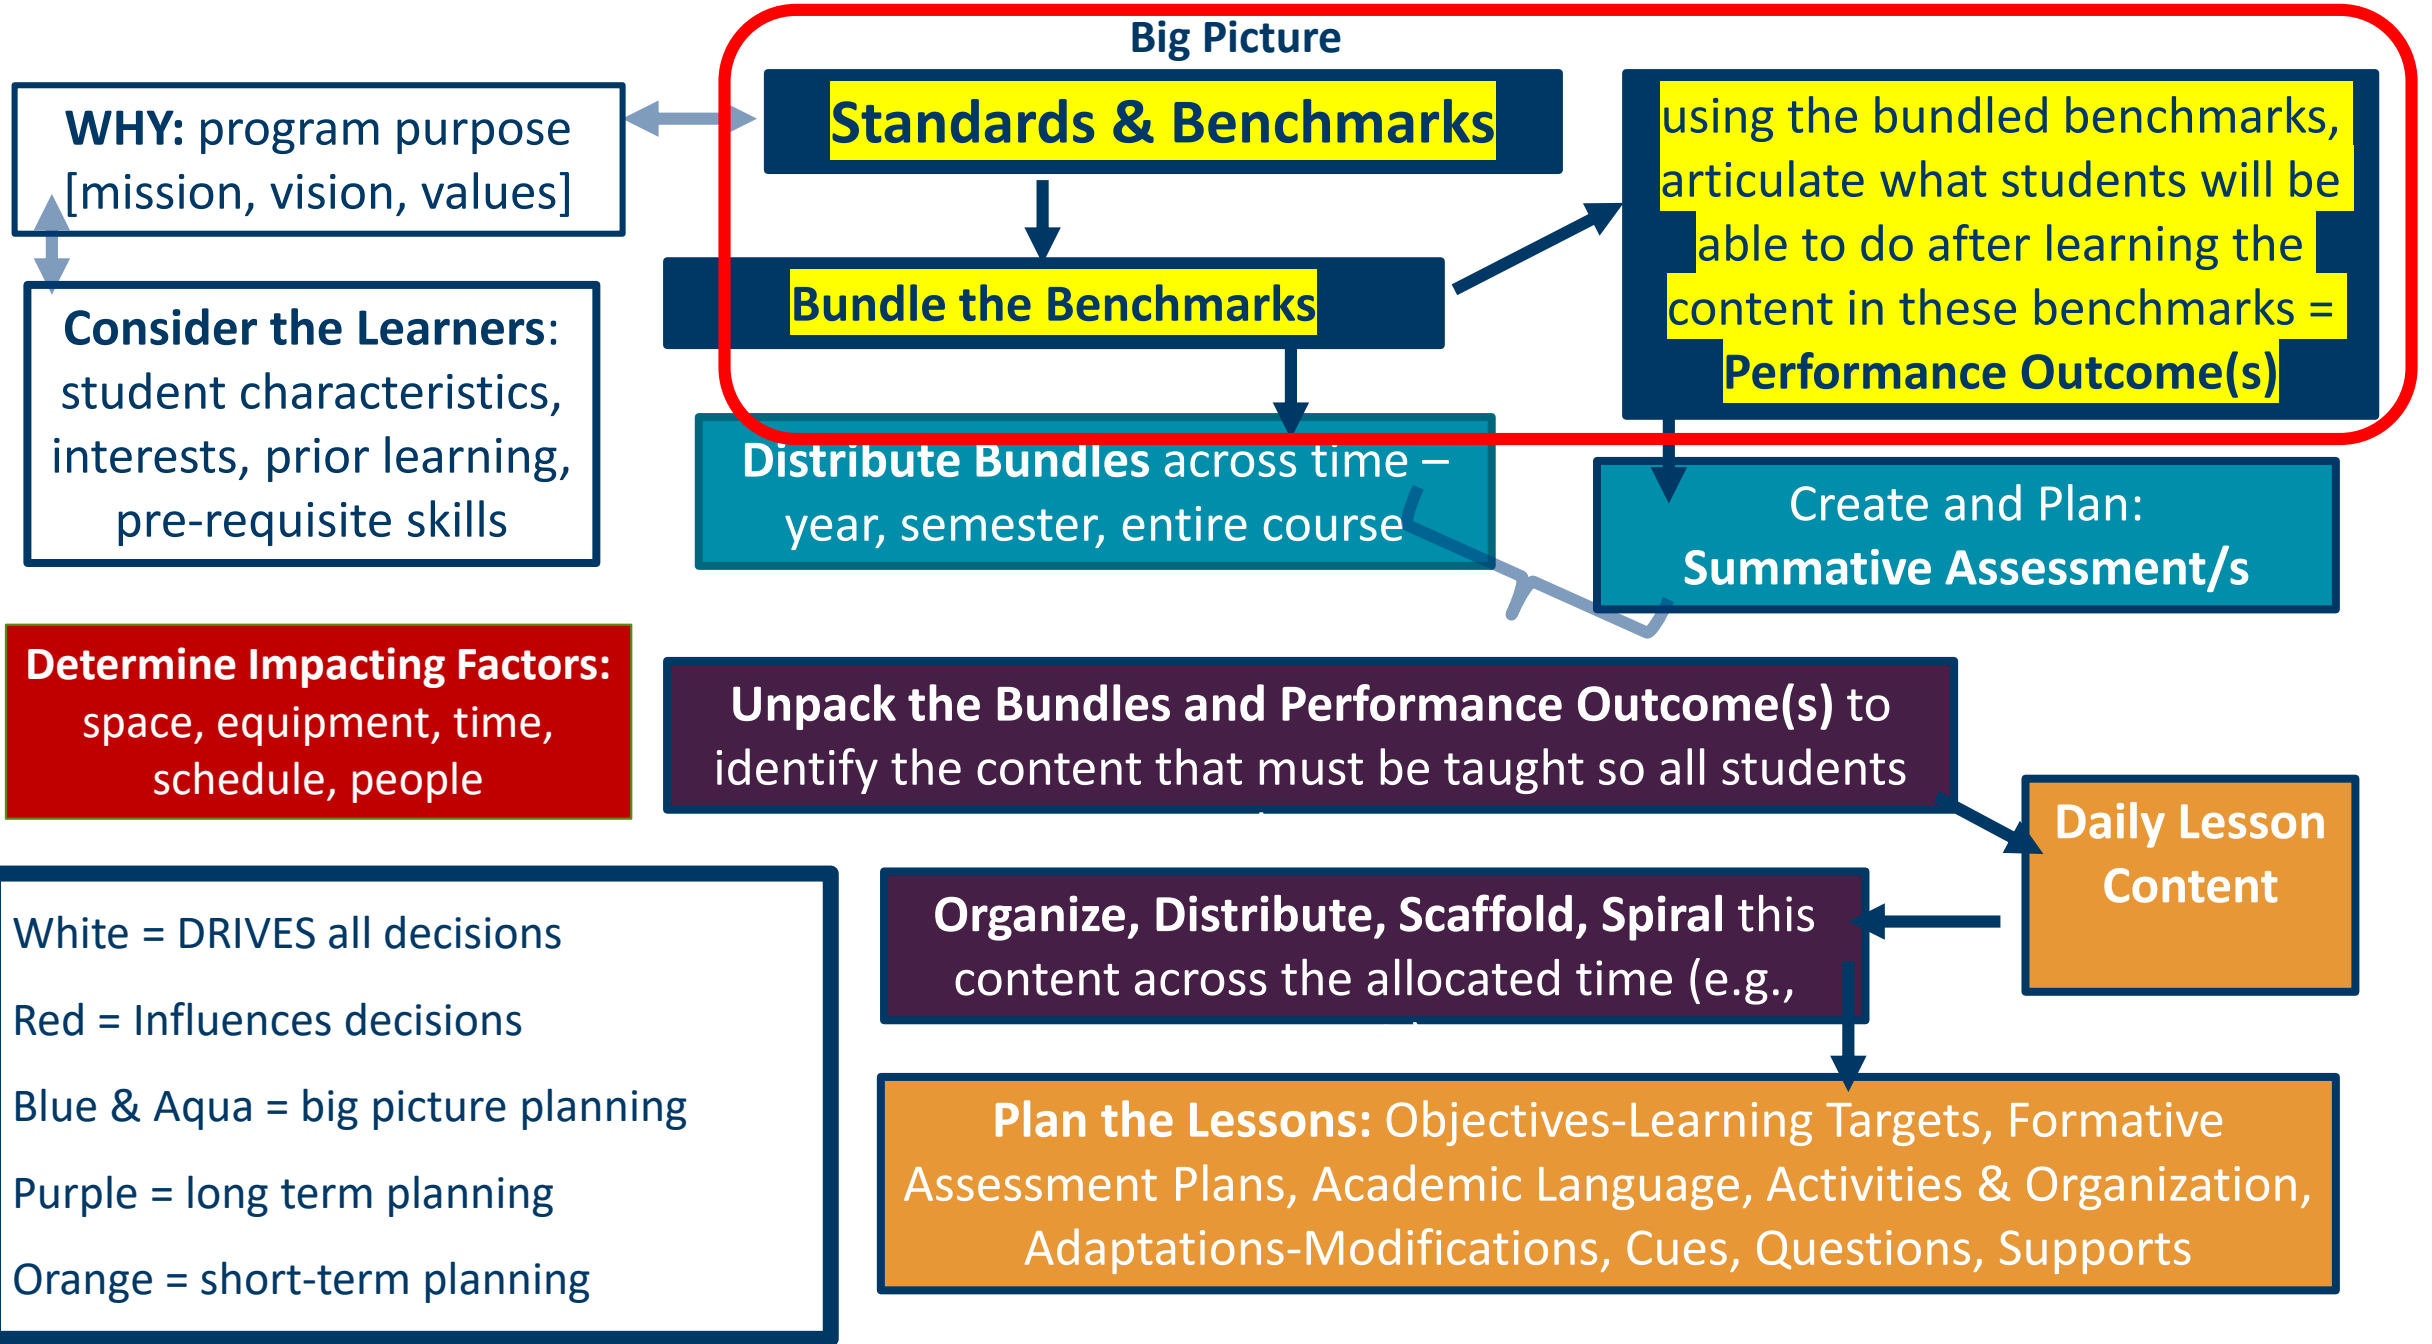 Big Picture
WHY: program purpose
[mission, vision, values]
Standards & Benchmarks
using the bundled benchmarks,
articulate what students will be
able to do after learning the
content in these benchmarks =
Performance Outcome(s)
Bundle the Benchmarks
Consider the Learners:
student characteristics,
interests, prior learning,
pre-requisite skills
Distribute Bundles across time –
year, semester, entire course
Create and Plan:
Summative Assessment/s
Determine Impacting Factors:
space, equipment, time,
schedule, people
Unpack the Bundles and Performance Outcome(s) to
identify the content that must be taught so all students
Daily Lesson
Content
Organize, Distribute, Scaffold, Spiral this
content across the allocated time (e.g.,
White = DRIVES all decisions
Red = Influences decisions
Blue & Aqua = big picture planning
Purple = long term planning
Orange = short-term planning
Plan the Lessons: Objectives-Learning Targets, Formative
Assessment Plans, Academic Language, Activities & Organization,
Adaptations-Modifications, Cues, Questions, Supports